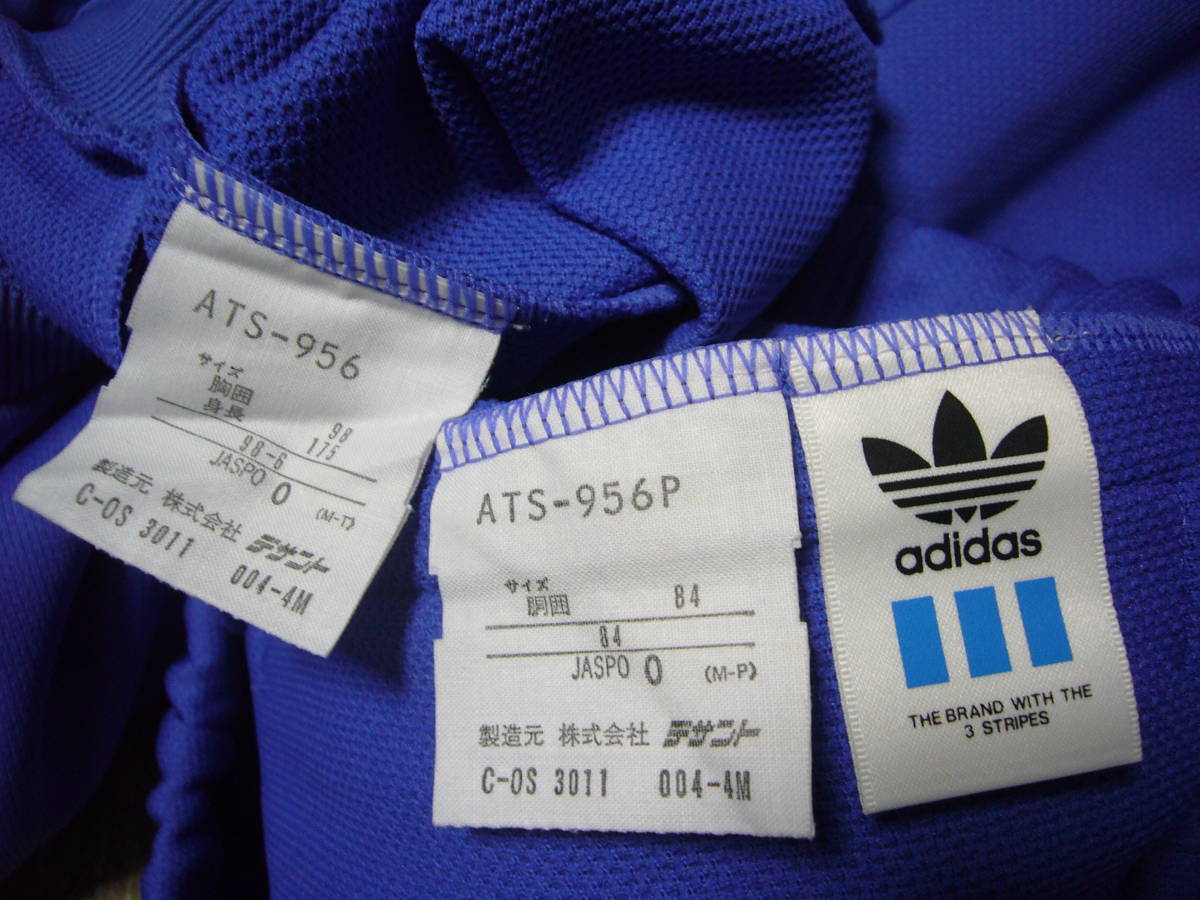 ATS-956
サイズ
胸囲 98
身長 175
98-6
JASPO O (M-T)
製造元 株式会社 デサント
C-OS 3011 004-4M
ATS-956P
サイズ
胴囲 84
84
JASPO O (M-P)
製造元 株式会社 デサント
C-OS 3011 004-4M
adidas
THE BRAND WITH THE
3 STRIPES